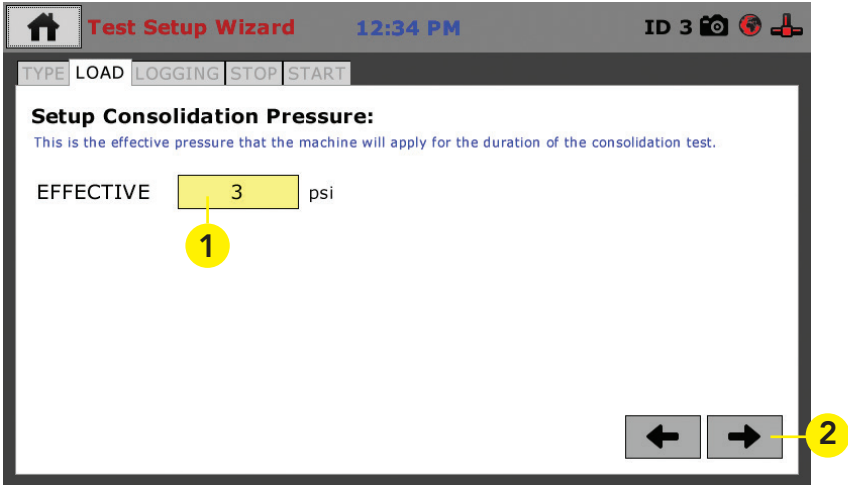 Test Setup Wizard 12:34 PM ID 3
TYPE LOAD LOGGING STOP START
Setup Consolidation Pressure:
This is the effective pressure that the machine will apply for the duration of the consolidation test.
EFFECTIVE 3 psi
1
2